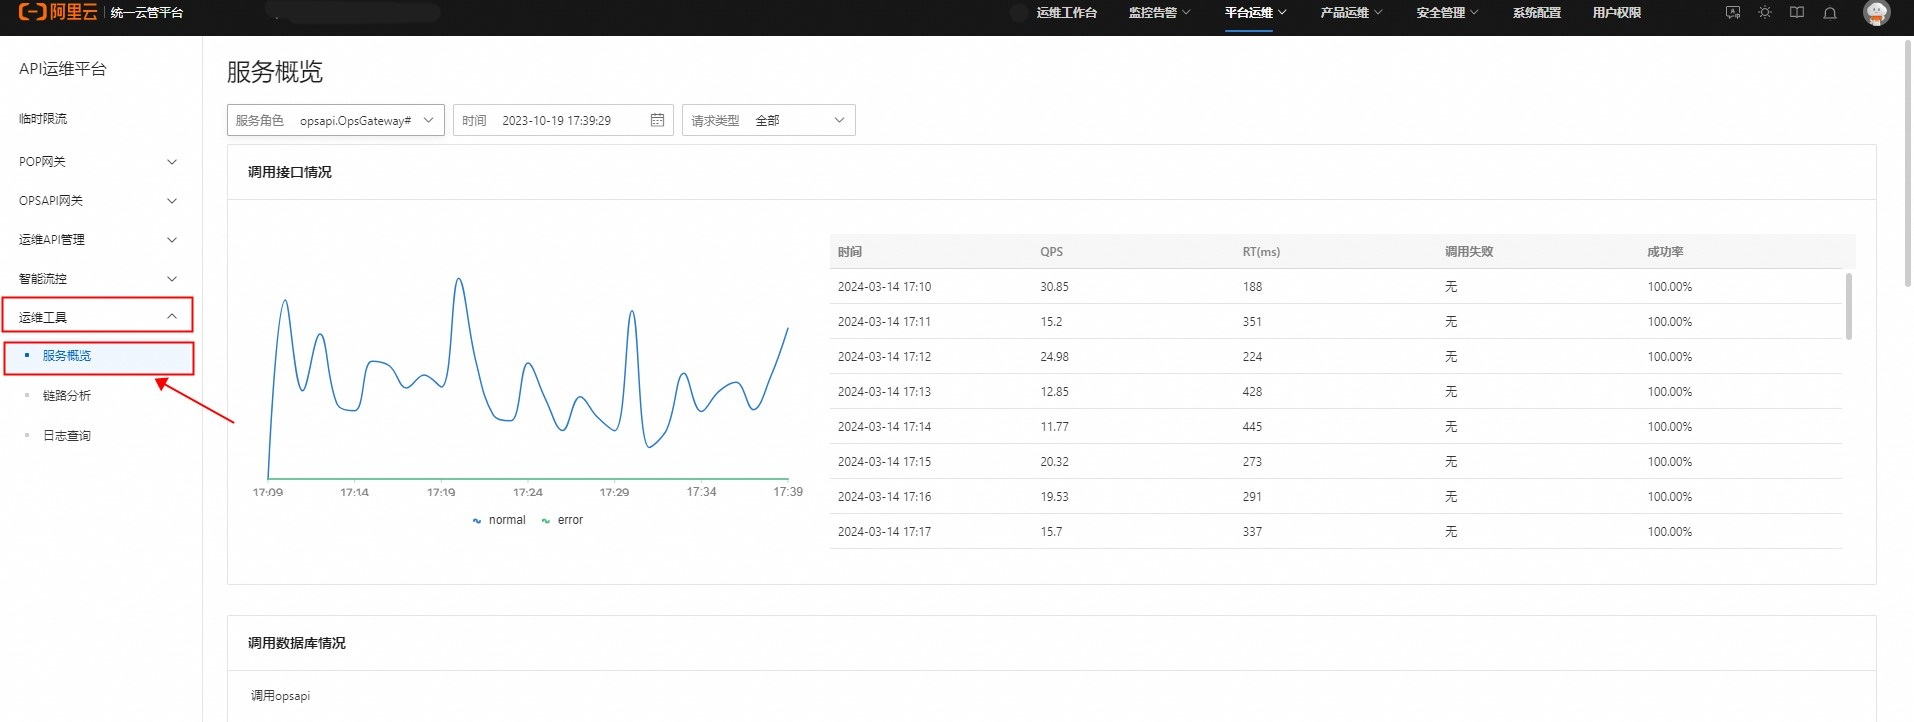 阿里云 统一云管平台 运维工作台 监控告警 平台运维 产品运维 安全管理 系统配置 用户权限
API运维平台
临时限流
POP网关
OPSAPI网关
运维API管理
智能流控
运维工具
服务概览
链路分析
日志查询
服务概览
服务角色 opsapi.OpsGateway# 时间 2023-10-19 17:39:29 请求类型 全部
调用接口情况
17:09 17:14 17:19 17:24 17:29 17:34 17:39
normal error
时间 QPS RT(ms) 调用失败 成功率
2024-03-14 17:10 30.85 188 无 100.00%
2024-03-14 17:11 15.2 351 无 100.00%
2024-03-14 17:12 24.98 224 无 100.00%
2024-03-14 17:13 12.85 428 无 100.00%
2024-03-14 17:14 11.77 445 无 100.00%
2024-03-14 17:15 20.32 273 无 100.00%
2024-03-14 17:16 19.53 291 无 100.00%
2024-03-14 17:17 15.7 337 无 100.00%
调用数据库情况
调用opsapi